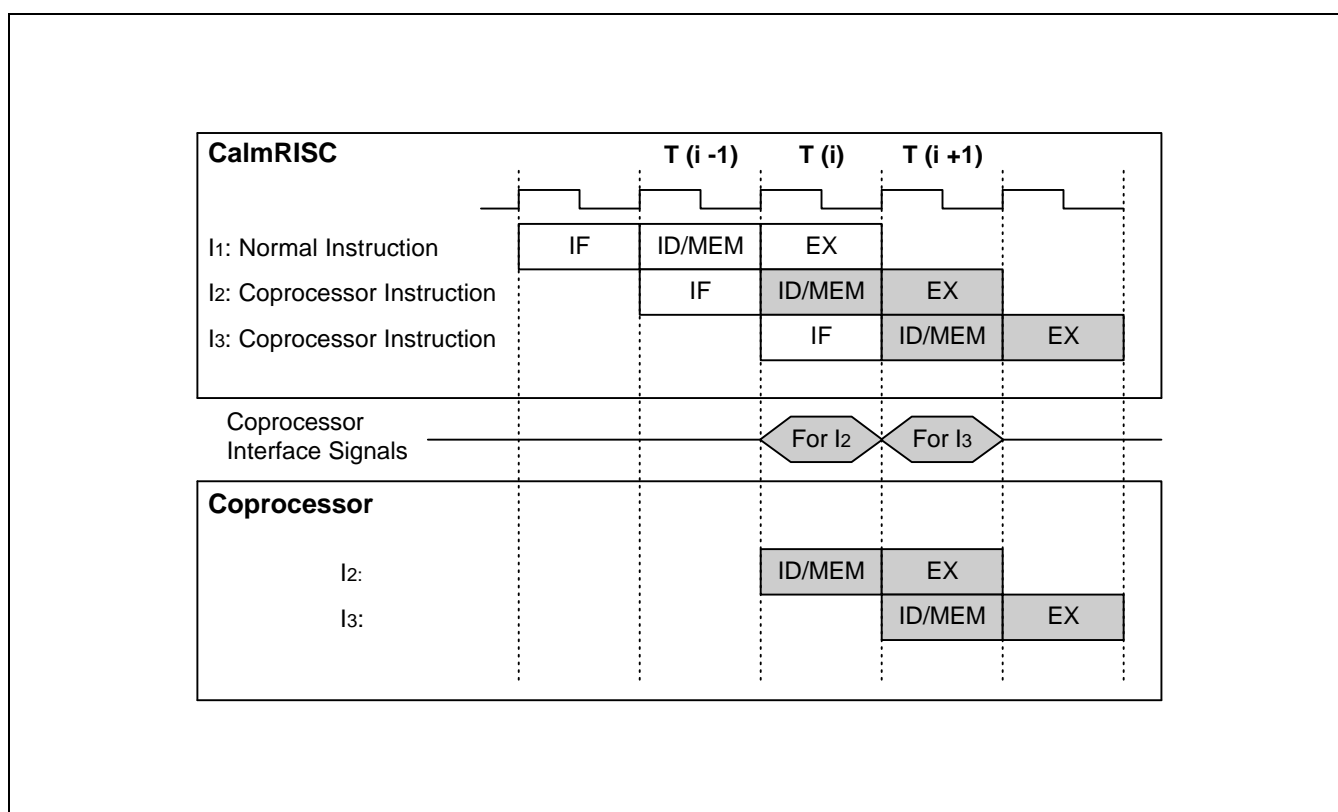 CalmRISC
T (i -1) T (i) T (i +1)
I1: Normal Instruction IF ID/MEM EX
I2: Coprocessor Instruction IF ID/MEM EX
I3: Coprocessor Instruction IF ID/MEM EX
Coprocessor
Interface Signals For I2 For I3
Coprocessor
I2: ID/MEM EX
I3: ID/MEM EX